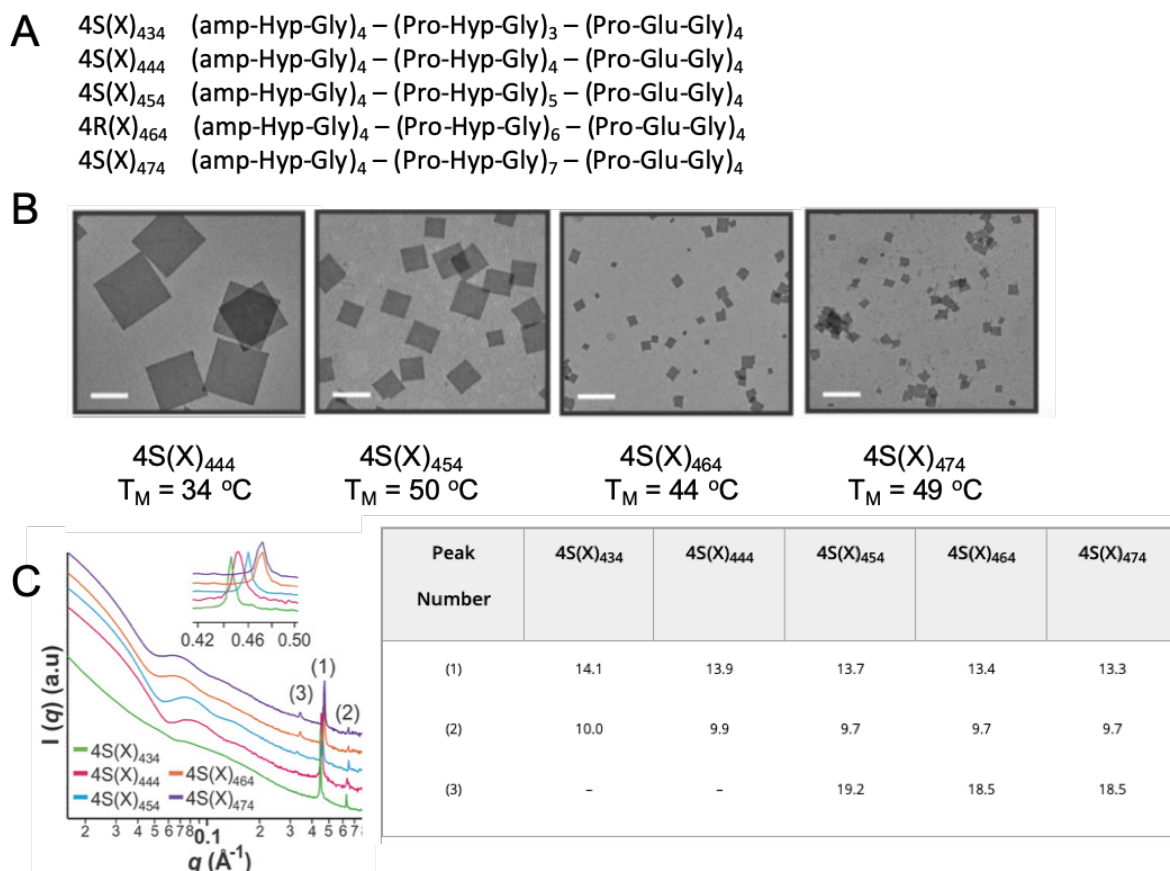 A
4S(X)434 (amp-Hyp-Gly)4 – (Pro-Hyp-Gly)3 – (Pro-Glu-Gly)4
4S(X)444 (amp-Hyp-Gly)4 – (Pro-Hyp-Gly)4 – (Pro-Glu-Gly)4
4S(X)454 (amp-Hyp-Gly)4 – (Pro-Hyp-Gly)5 – (Pro-Glu-Gly)4
4R(X)464 (amp-Hyp-Gly)4 – (Pro-Hyp-Gly)6 – (Pro-Glu-Gly)4
4S(X)474 (amp-Hyp-Gly)4 – (Pro-Hyp-Gly)7 – (Pro-Glu-Gly)4
B
4S(X)444 4S(X)454 4S(X)464 4S(X)474
TM = 34 oC TM = 50 oC TM = 44 oC TM = 49 oC
C
I (q) (a.u)
0.42 0.46 0.50
(1)
(3)
(2)
4S(X)434
4S(X)444 4S(X)464
4S(X)454 4S(X)474
2 3 4 5 6 7 8 0.1 2 3 4 5 6 7 8
q (Å-1)
Peak Number 4S(X)434 4S(X)444 4S(X)454 4S(X)464 4S(X)474
(1) 14.1 13.9 13.7 13.4 13.3
(2) 10.0 9.9 9.7 9.7 9.7
(3) – – 19.2 18.5 18.5